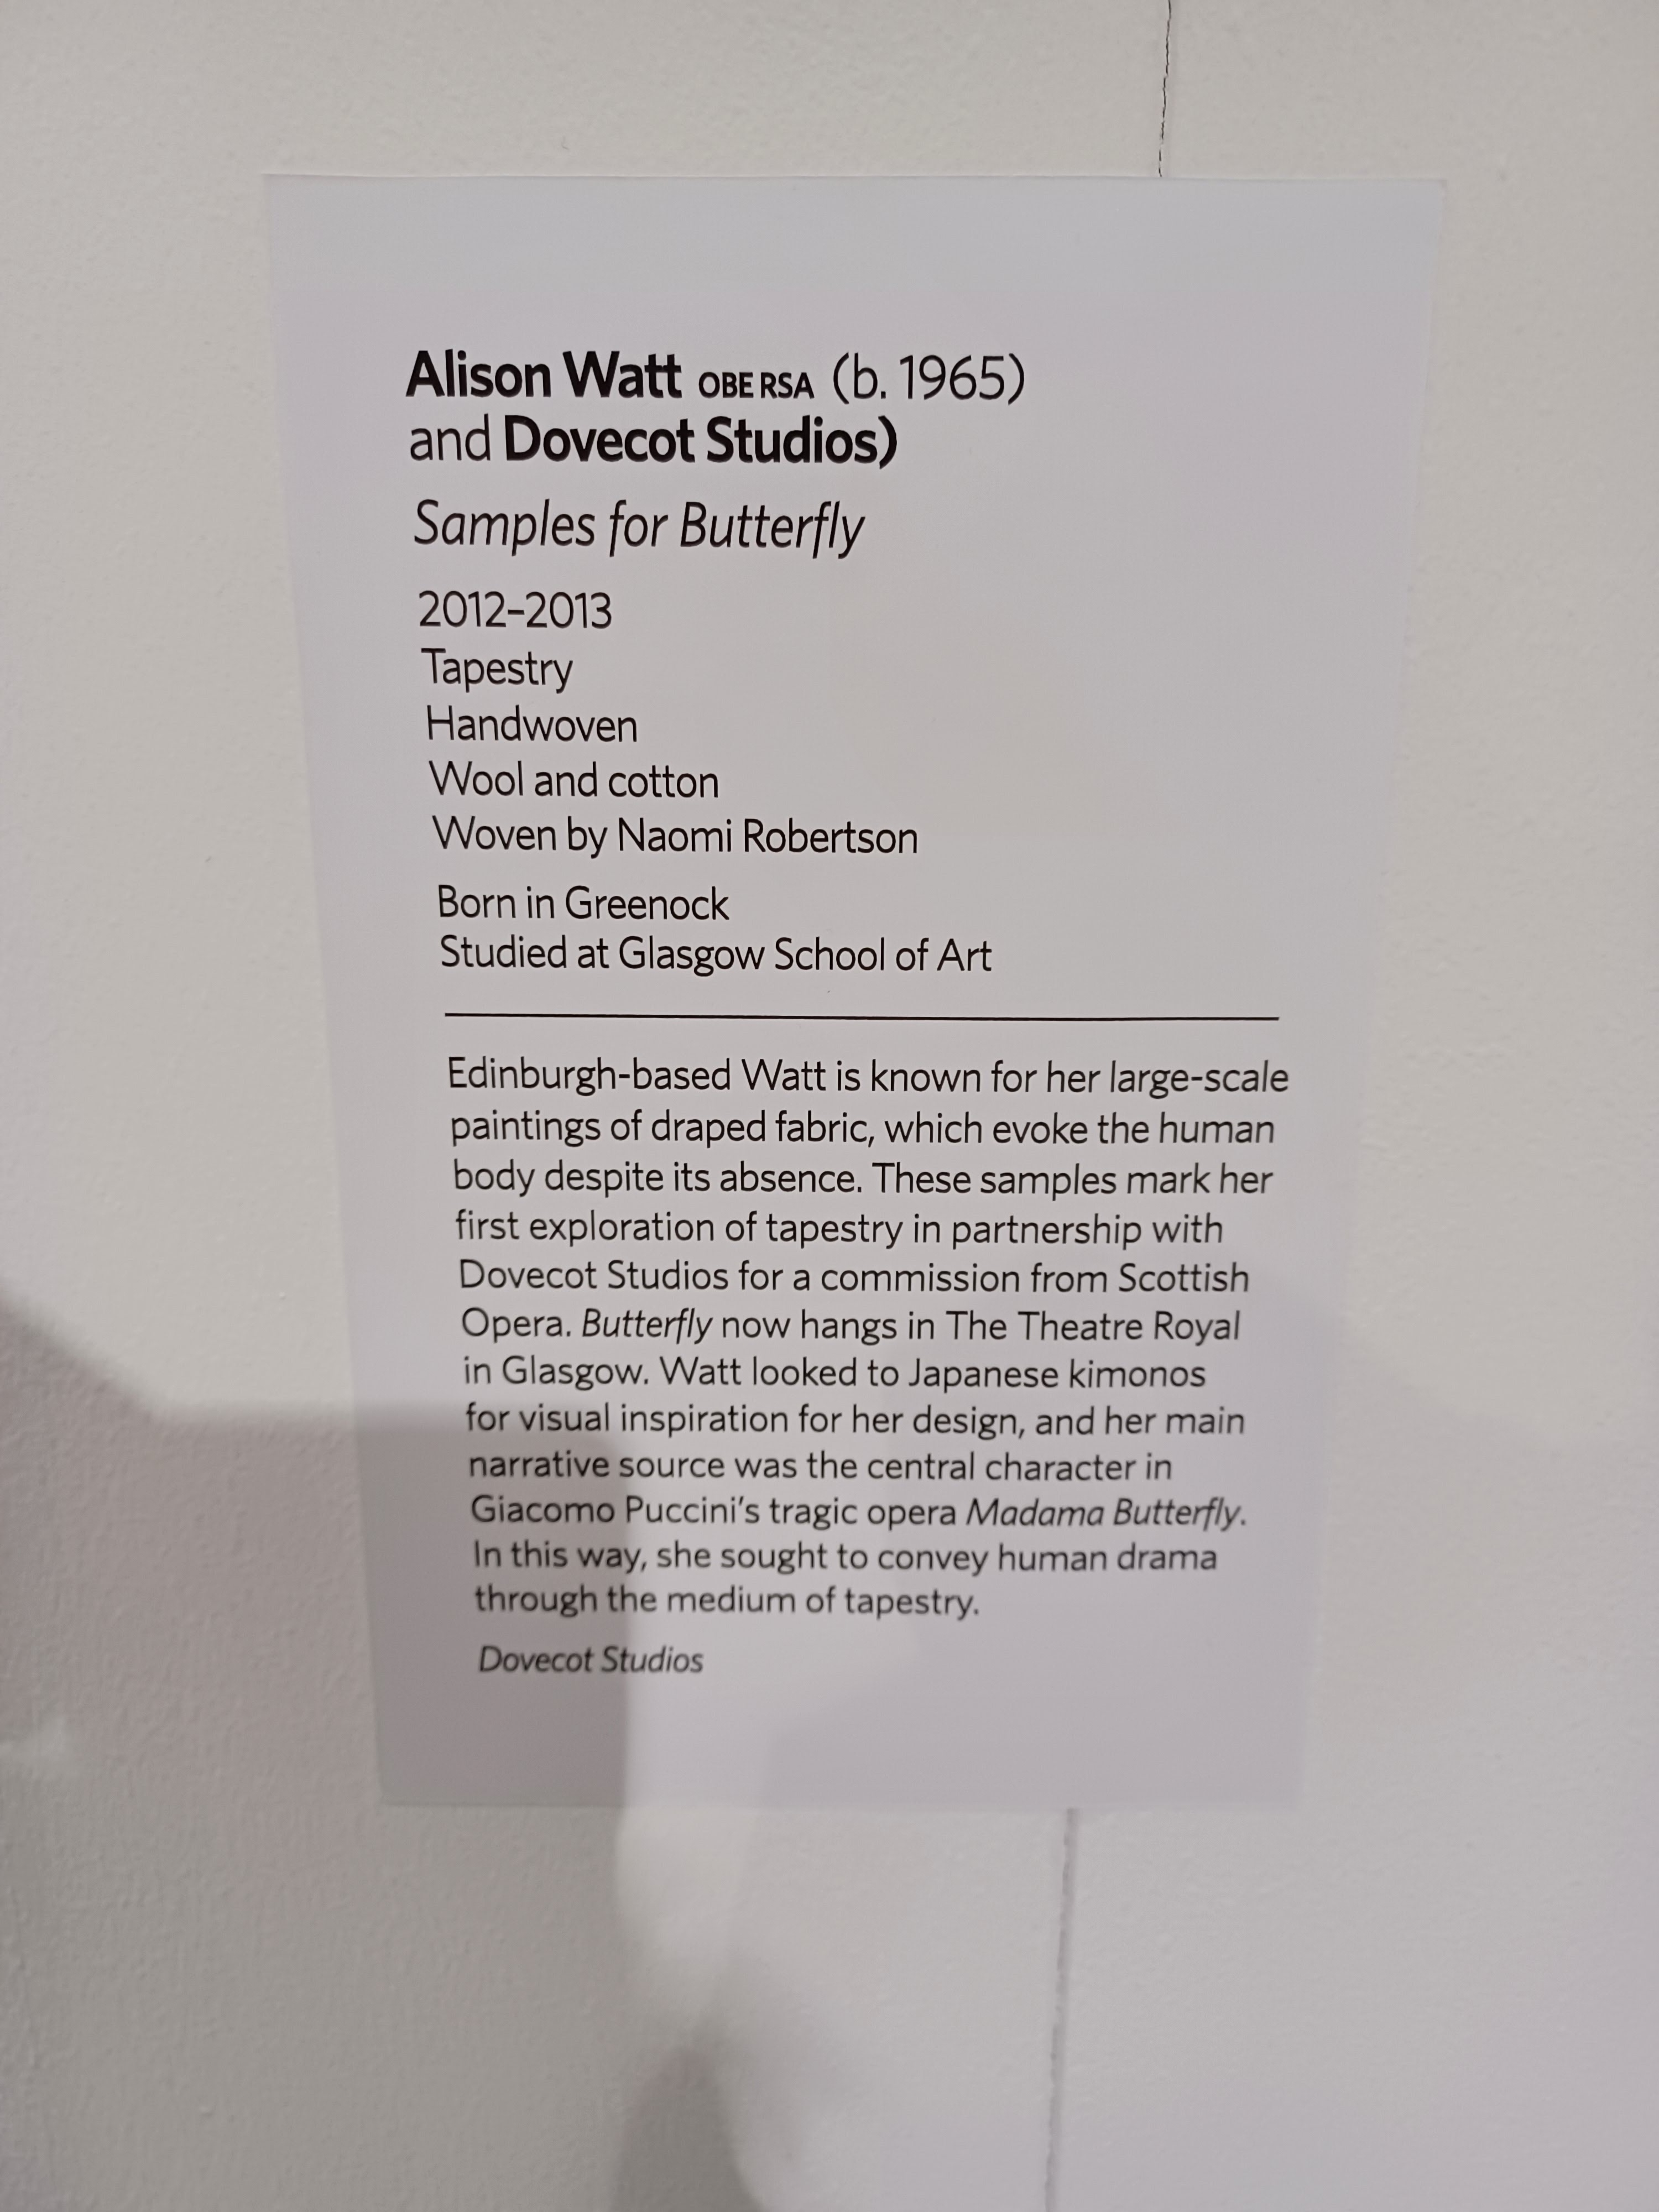 Alison Watt OBE RSA (b. 1965)
and Dovecot Studios)
Samples for Butterfly
2012–2013
Tapestry
Handwoven
Wool and cotton
Woven by Naomi Robertson
Born in Greenock
Studied at Glasgow School of Art
Edinburgh-based Watt is known for her large-scale
paintings of draped fabric, which evoke the human
body despite its absence. These samples mark her
first exploration of tapestry in partnership with
Dovecot Studios for a commission from Scottish
Opera. Butterfly now hangs in The Theatre Royal
in Glasgow. Watt looked to Japanese kimonos
for visual inspiration for her design, and her main
narrative source was the central character in
Giacomo Puccini's tragic opera Madama Butterfly.
In this way, she sought to convey human drama
through the medium of tapestry.
Dovecot Studios